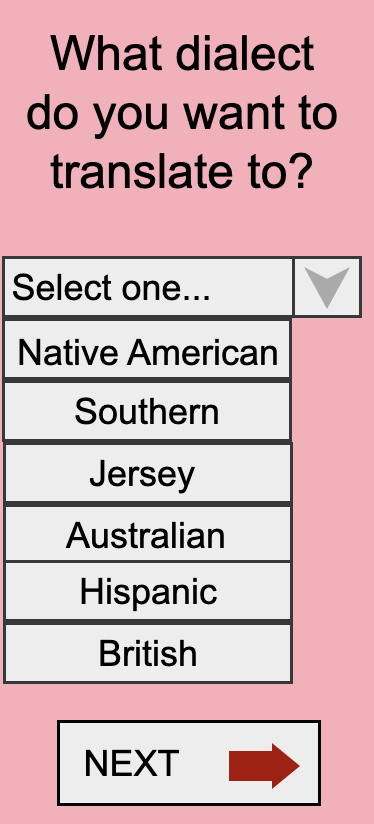 What dialect
do you want to
translate to?
Select one...
Native American
Southern
Jersey
Australian
Hispanic
British
NEXT